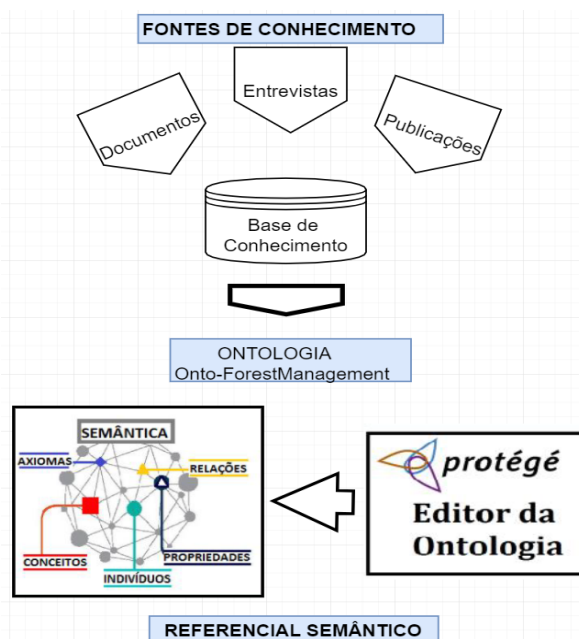 FONTES DE CONHECIMENTO
Documentos
Entrevistas
Publicações
Base de
Conhecimento
ONTOLOGIA
Onto-ForestManagement
SEMÂNTICA
AXIOMAS
RELAÇÕES
CONCEITOS
PROPRIEDADES
INDIVÍDUOS
protégé
Editor da
Ontologia
REFERENCIAL SEMÂNTICO